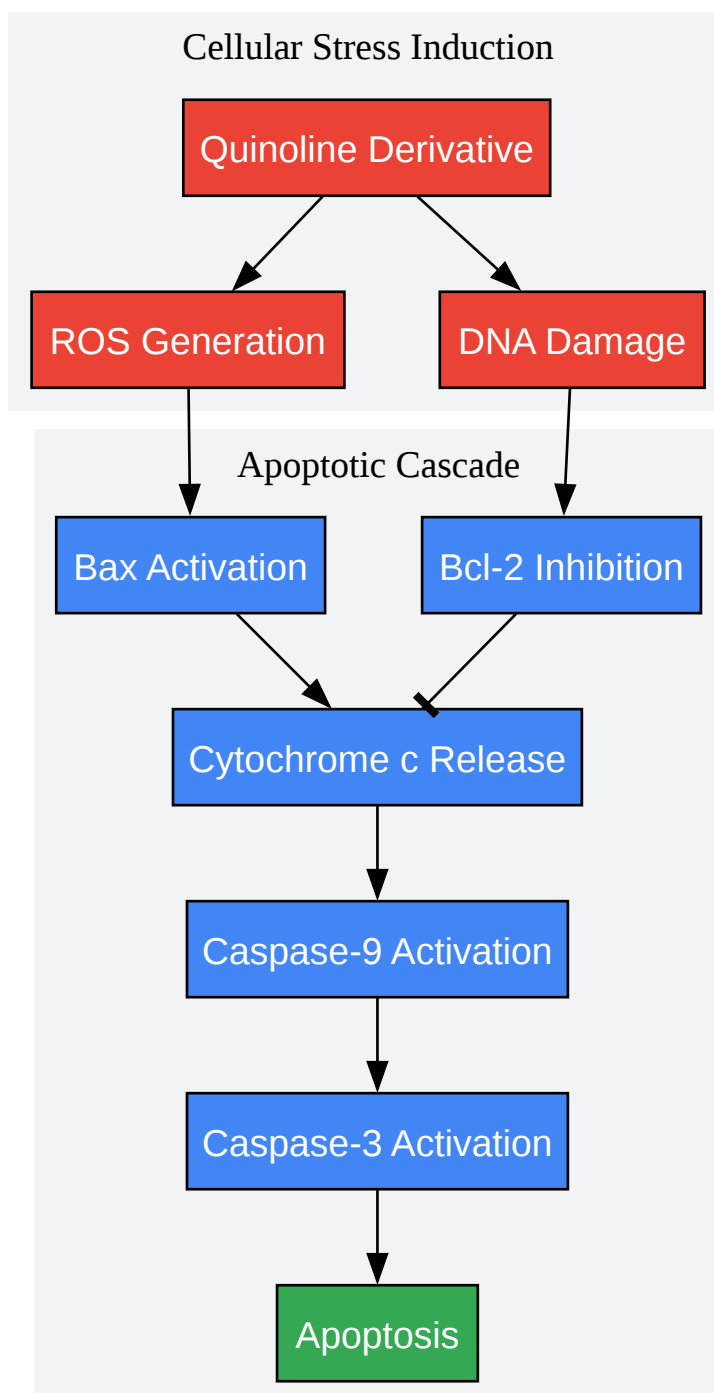 Cellular Stress Induction
Quinoline Derivative
ROS Generation
DNA Damage
Apoptotic Cascade
Bax Activation
Bcl-2 Inhibition
Cytochrome c Release
Caspase-9 Activation
Caspase-3 Activation
Apoptosis